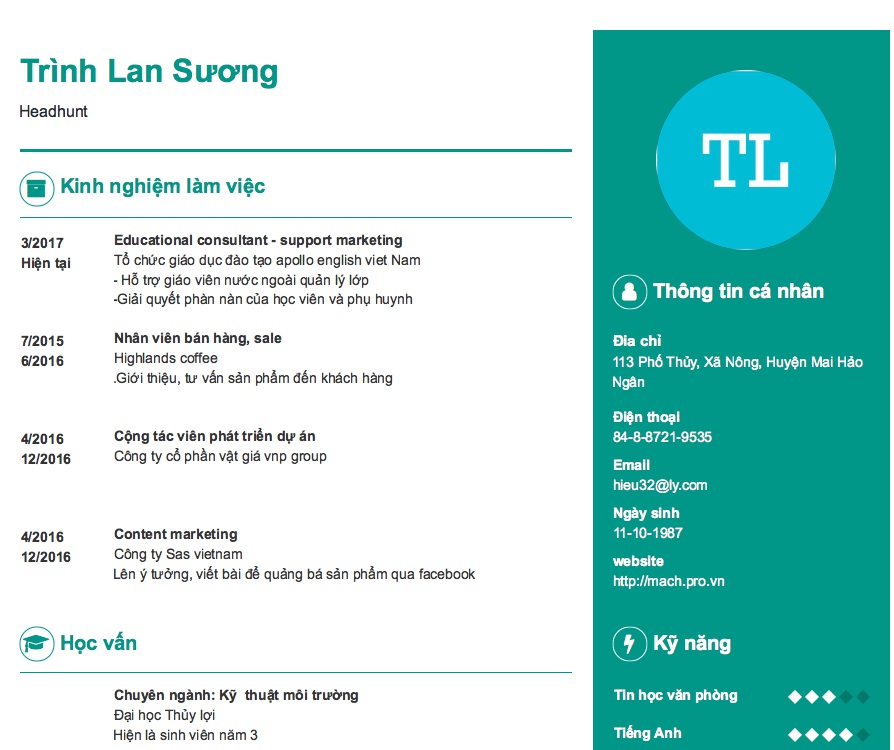 Trình Lan Sương
Headhunt
Kinh nghiệm làm việc
3/2017
Hiện tại
Educational consultant - support marketing
Tổ chức giáo dục đào tạo apollo english viet Nam
- Hỗ trợ giáo viên nước ngoài quản lý lớp
-Giải quyết phàn nàn của học viên và phụ huynh
7/2015
6/2016
Nhân viên bán hàng, sale
Highlands coffee
.Giới thiệu, tư vấn sản phẩm đến khách hàng
4/2016
12/2016
Cộng tác viên phát triển dự án
Công ty cổ phần vật giá vnp group
4/2016
12/2016
Content marketing
Công ty Sas vietnam
Lên ý tưởng, viết bài để quảng bá sản phẩm qua facebook
Học vấn
Chuyên ngành: Kỹ thuật môi trường
Đại học Thủy lợi
Hiện là sinh viên năm 3
TL
Thông tin cá nhân
Địa chỉ
113 Phố Thủy, Xã Nông, Huyện Mai Hảo
Ngân
Điện thoại
84-8-8721-9535
Email
hieu32@ly.com
Ngày sinh
11-10-1987
website
http://mach.pro.vn
Kỹ năng
Tin học văn phòng
Tiếng Anh